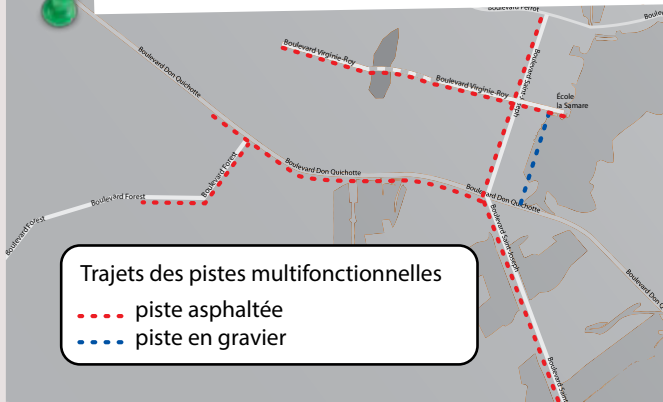 Boulevard Perrot
Boulevard Don Quichotte
Boulevard Virginie-Roy
Boulevard Virginie-Roy
École
la Samare
Boulevard Don Quichotte
Boulevard Forest
Boulevard Forest
Boulevard Forest
Boulevard Don Quichotte
Boulevard Saint-Joseph
Trajets des pistes multifonctionnelles
piste asphaltée
piste en gravier